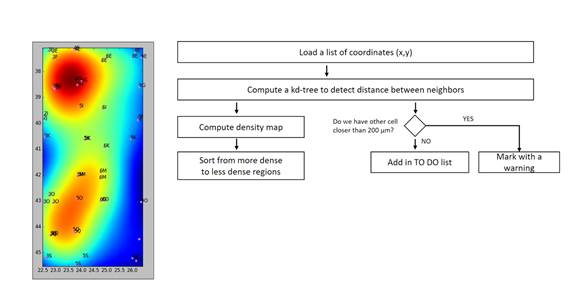 Load a list of coordinates (x,y)
Compute a kd-tree to detect distance between neighbors
Compute density map
Sort from more dense
to less dense regions
Do we have other cell
closer than 200 µm?
YES
NO
Add in TO DO list
Mark with a
warning
38
39
40
41
42
43
44
45
22.5 23.0 23.5 24.0 24.5 25.0 25.5 26.0